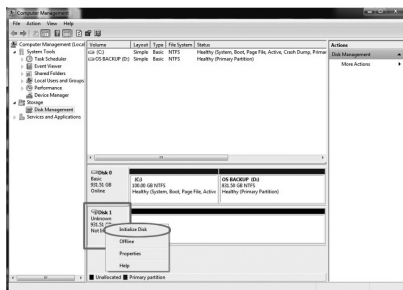 Computer Management
File Action View Help
Computer Management (Local
System Tools
Task Scheduler
Event Viewer
Shared Folders
Local Users and Groups
Performance
Device Manager
Storage
Disk Management
Services and Applications
Volume Layout Type File System Status
(C:) Simple Basic NTFS Healthy (System, Boot, Page File, Active, Crash Dump, Primar
OS BACKUP (D:) Simple Basic NTFS Healthy (Primary Partition)
Actions
Disk Management
More Actions
Disk 0
Basic
931.51 GB
Online
(C:)
100.00 GB NTFS
Healthy (System, Boot, Page File, Active
OS BACKUP (D:)
831.50 GB NTFS
Healthy (Primary Partition)
Disk 1
Unknown
931.51
Not
Initialize Disk
Offline
Properties
Help
Unallocated Primary partition